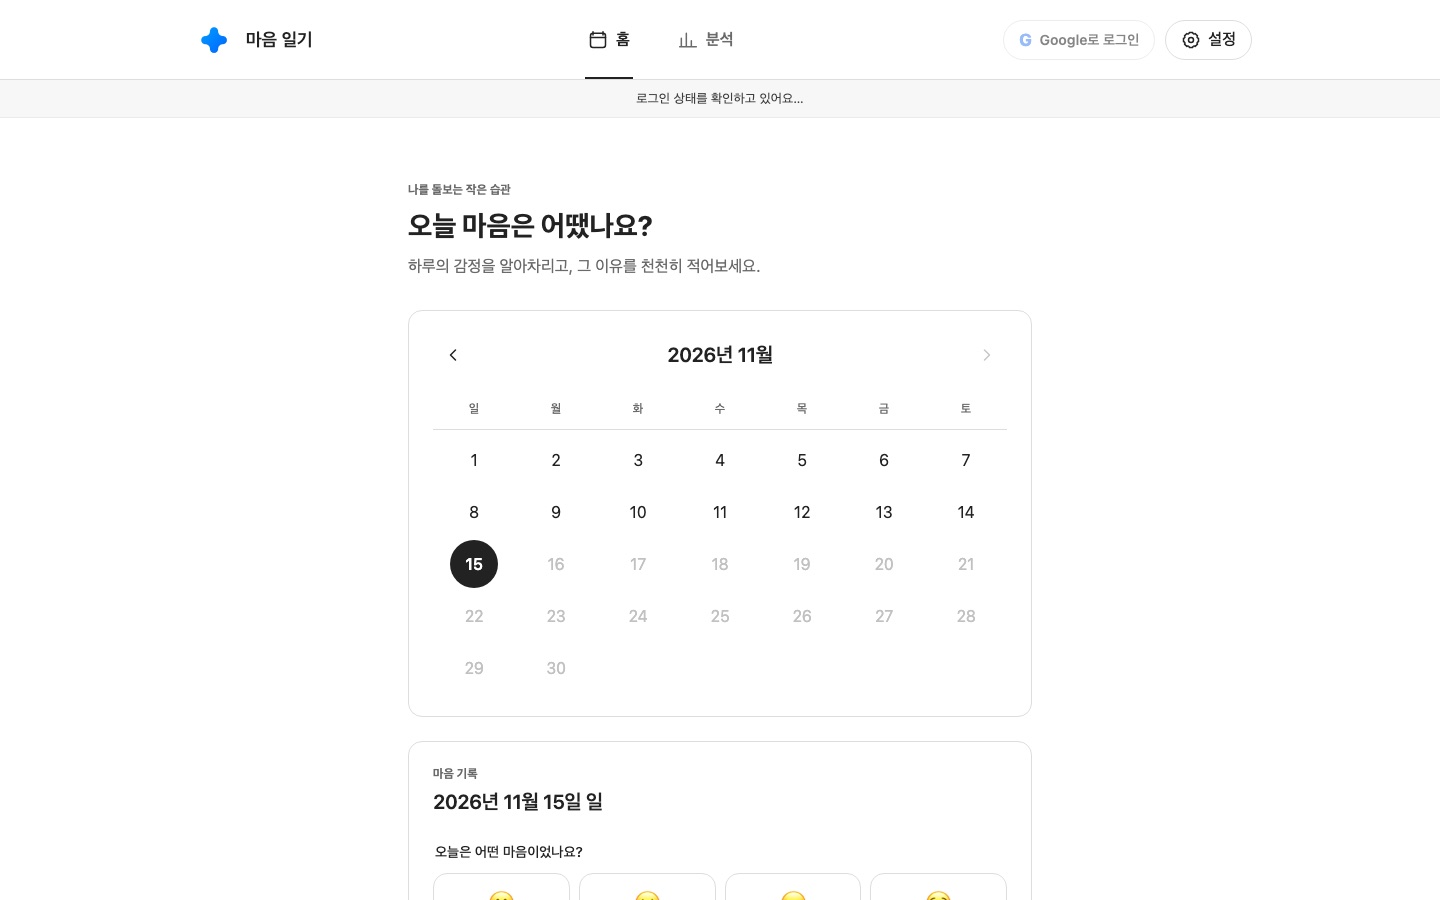 마음 일기
홈
분석
G Google로 로그인
설정
로그인 상태를 확인하고 있어요...
나를 돌보는 작은 습관
오늘 마음은 어땠나요?
하루의 감정을 알아차리고, 그 이유를 천천히 적어보세요.
2026년 11월
일 월 화 수 목 금 토
1 2 3 4 5 6 7
8 9 10 11 12 13 14
15 16 17 18 19 20 21
22 23 24 25 26 27 28
29 30
마음 기록
2026년 11월 15일 일
오늘은 어떤 마음이었나요?